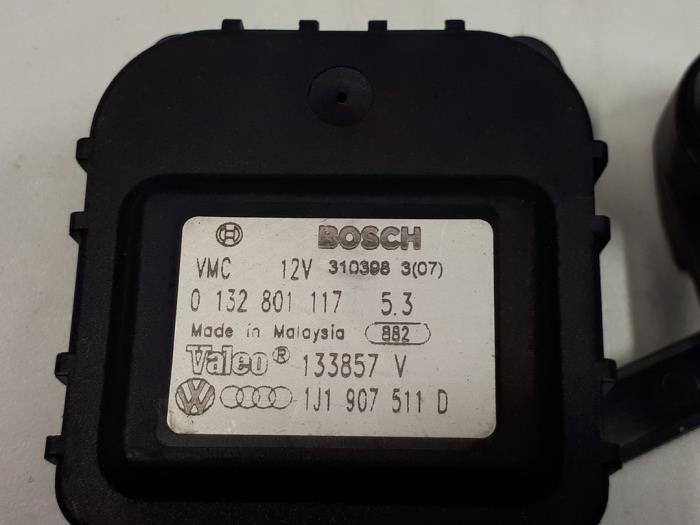 BOSCH
VMC 12V 310398 3(07)
0 132 801 117 5.3
Made in Malaysia 882
Valeo® 133857 V
1J1 907 511 D